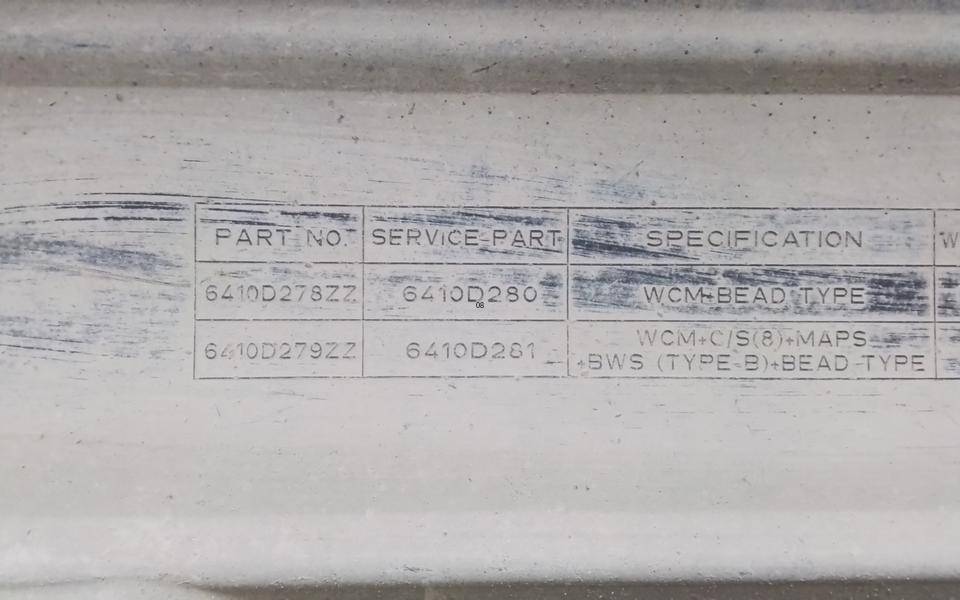 PART NO. SERVICE-PART SPECIFICATION W
6410D278ZZ 6410D280 WCM+BEAD TYPE
08
6410D279ZZ 6410D281 WCM+C/S(8)+MAPS
+BWS (TYPE-B)+BEAD TYPE